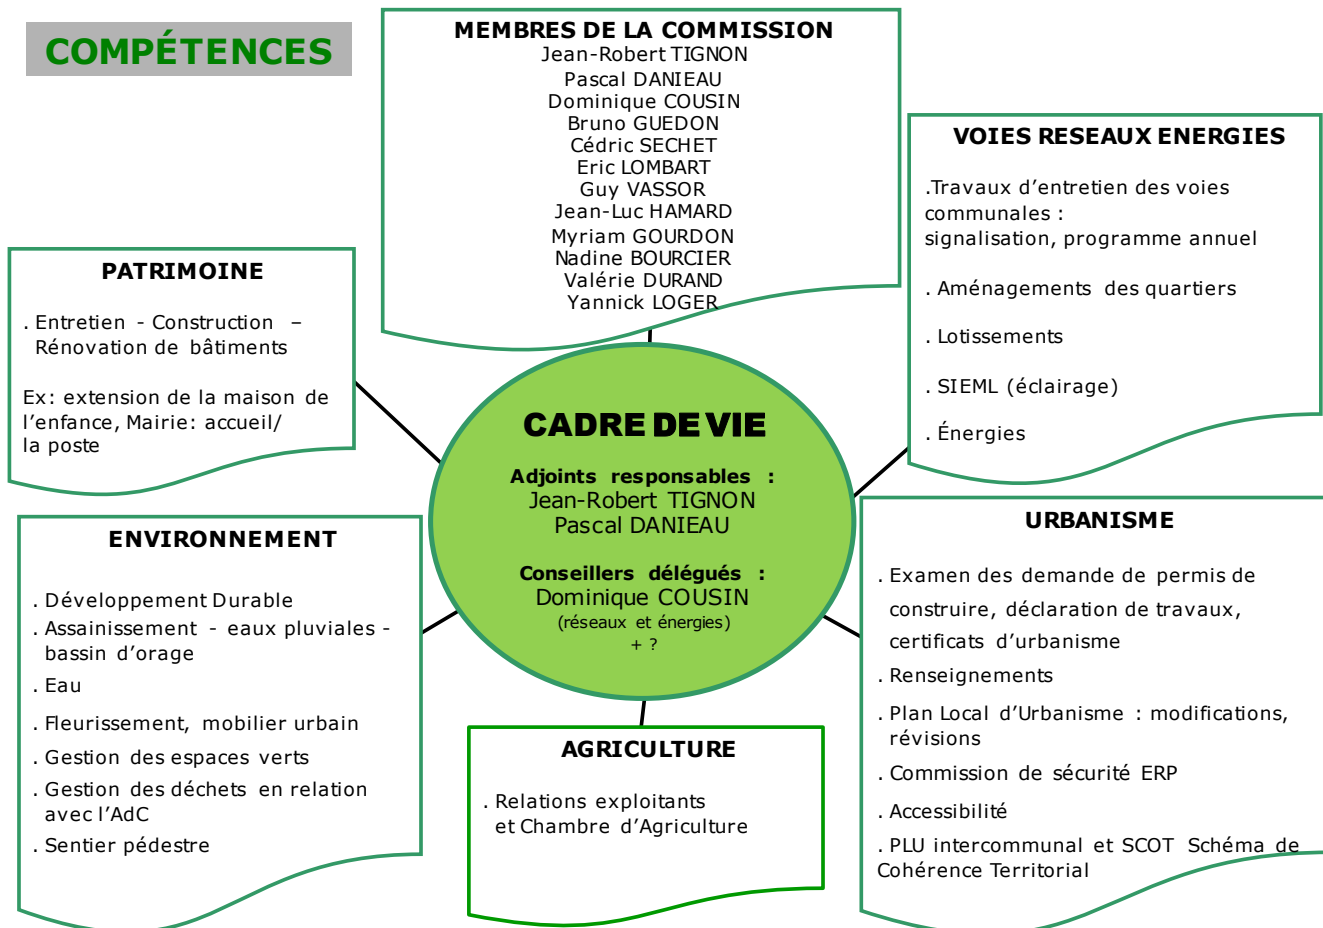 COMPÉTENCES
MEMBRES DE LA COMMISSION
Jean-Robert TIGNON
Pascal DANIEAU
Dominique COUSIN
Bruno GUEDON
Cédric SECHET
Eric LOMBART
Guy VASSOR
Jean-Luc HAMARD
Myriam GOURDON
Nadine BOURCIER
Valérie DURAND
Yannick LOGER
VOIES RESEAUX ENERGIES
.Travaux d’entretien des voies
communales :
signalisation, programme annuel
. Aménagements des quartiers
. Lotissements
. SIEML (éclairage)
. Énergies
PATRIMOINE
. Entretien - Construction –
Rénovation de bâtiments
Ex: extension de la maison de
l’enfance, Mairie: accueil/
la poste
CADRE DE VIE
Adjoints responsables :
Jean-Robert TIGNON
Pascal DANIEAU
Conseillers délégués :
Dominique COUSIN
(réseaux et énergies)
+ ?
ENVIRONNEMENT
. Développement Durable
. Assainissement - eaux pluviales -
bassin d’orage
. Eau
. Fleurissement, mobilier urbain
. Gestion des espaces verts
. Gestion des déchets en relation
avec l’AdC
. Sentier pédestre
AGRICULTURE
. Relations exploitants
et Chambre d’Agriculture
URBANISME
. Examen des demande de permis de
construire, déclaration de travaux,
certificats d’urbanisme
. Renseignements
. Plan Local d’Urbanisme : modifications,
révisions
. Commission de sécurité ERP
. Accessibilité
. PLU intercommunal et SCOT Schéma de
Cohérence Territorial